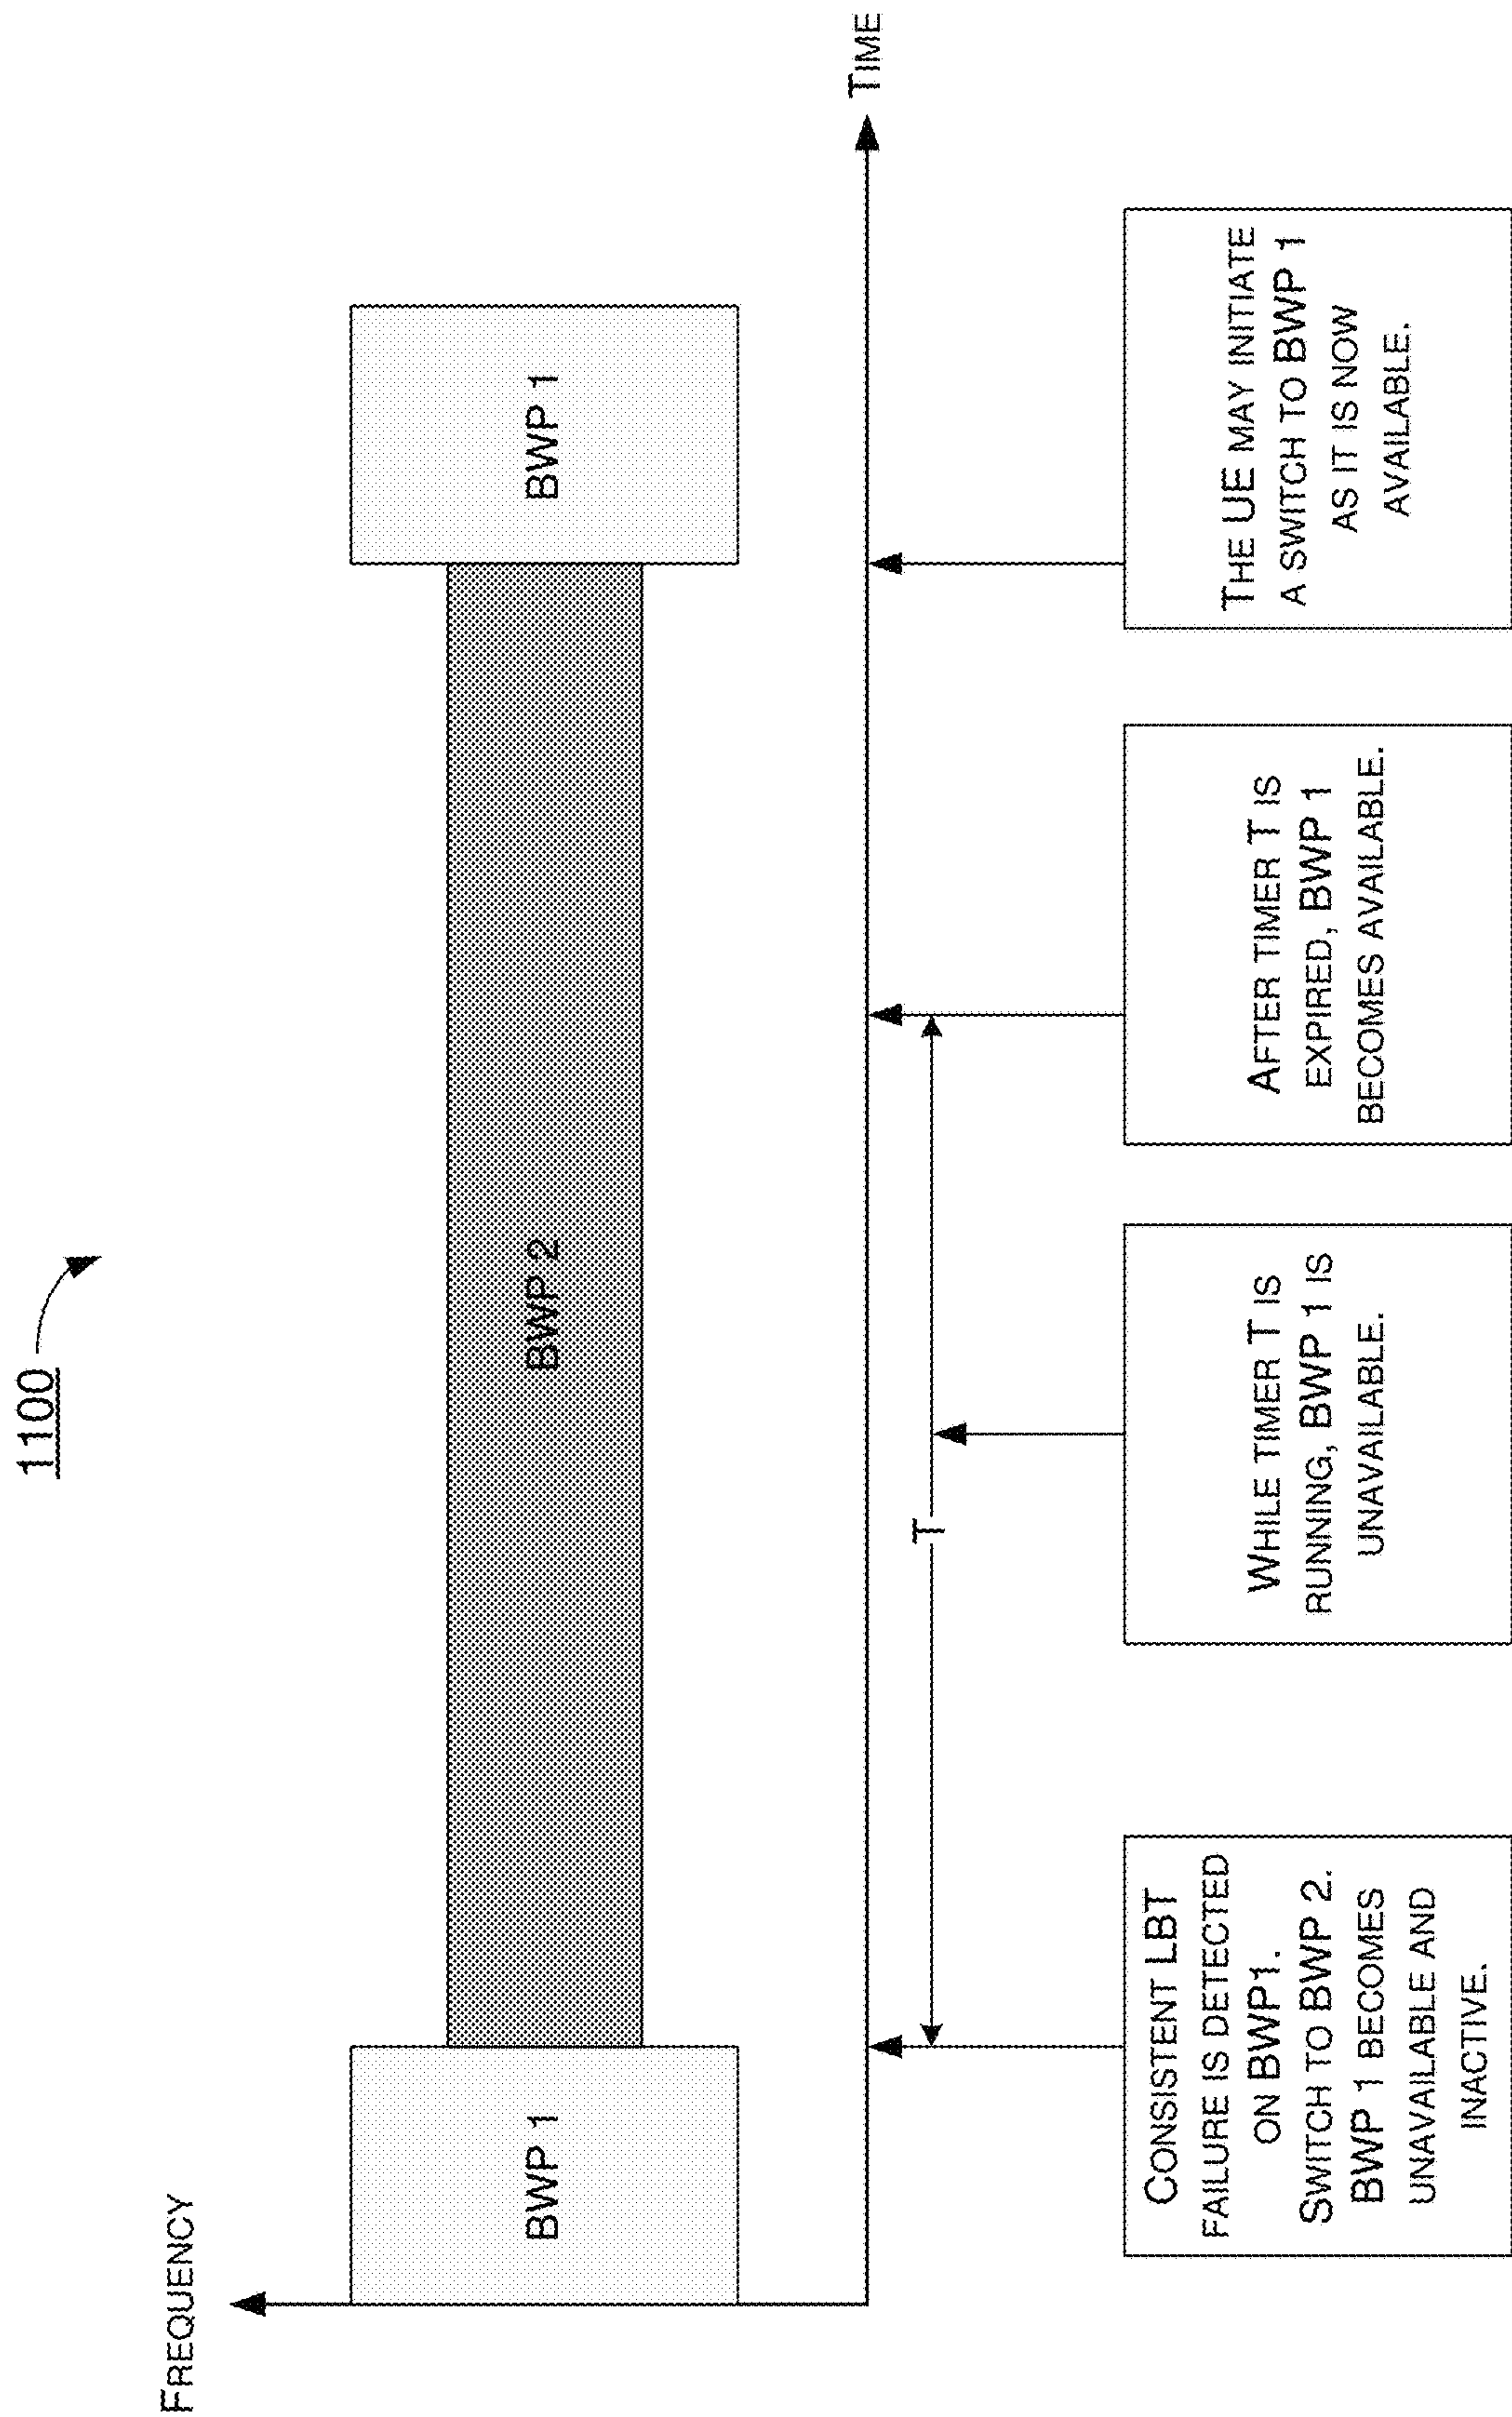 1100
FREQUENCY
BWP 1
BWP 2
BWP 1
TIME
T
CONSISTENT LBT
FAILURE IS DETECTED
ON BWP1.
SWITCH TO BWP 2.
BWP 1 BECOMES
UNAVAILABLE AND
INACTIVE.
WHILE TIMER T IS
RUNNING, BWP 1 IS
UNAVAILABLE.
AFTER TIMER T IS
EXPIRED, BWP 1
BECOMES AVAILABLE.
THE UE MAY INITIATE
A SWITCH TO BWP 1
AS IT IS NOW
AVAILABLE.